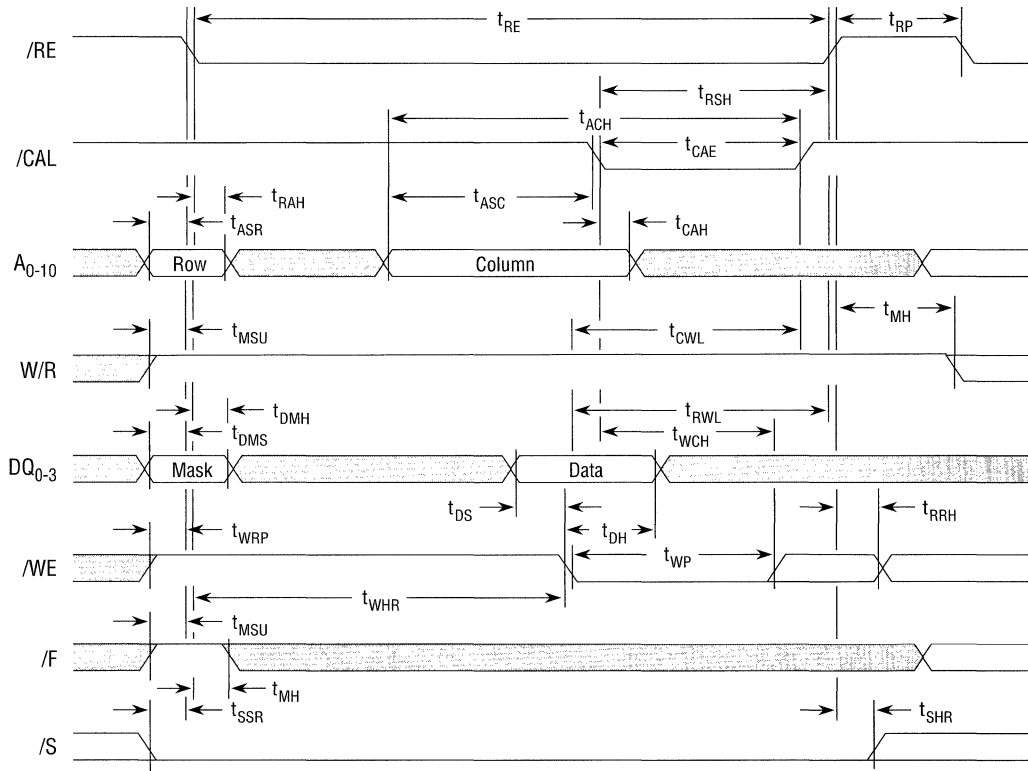 tRE
tRP
/RE
tRSH
tACH
/CAL
tCAE
tRAH
tASC
tASR
tCAH
A0-10
Row
Column
tMH
tMSU
tCWL
W/R
tDMH
tRWL
tDMS
tWCH
DQ0-3
Mask
Data
tDS
tRRH
tWRP
tDH
/WE
tWP
tWHR
tMSU
/F
tMH
tSSR
tSHR
/S